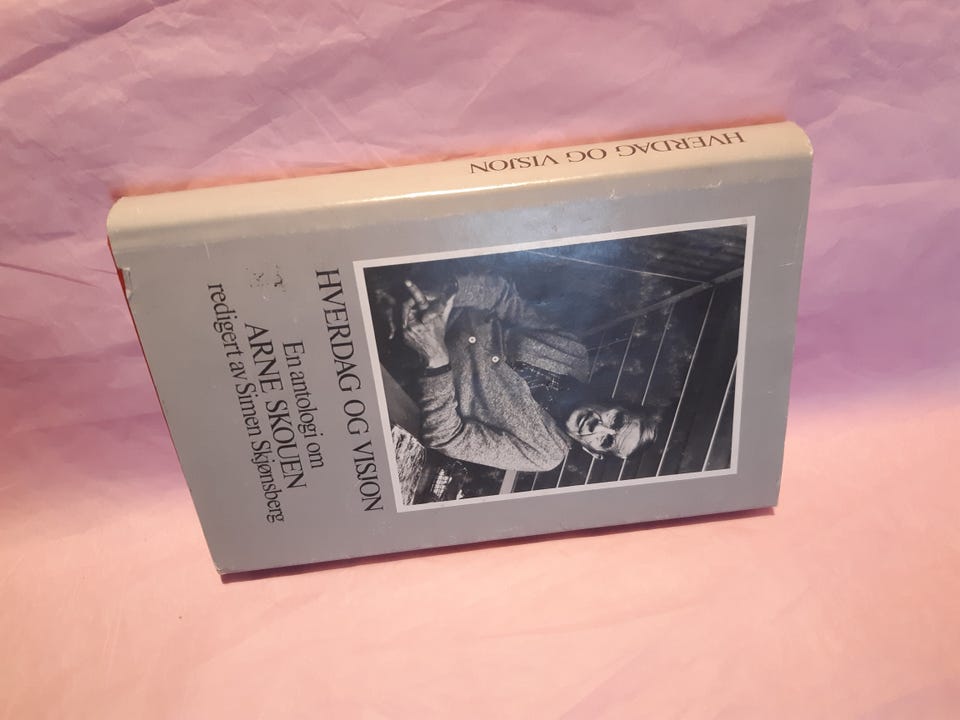 HVERDAG OG VISJON
HVERDAG OG VISJON
En antologi om
ARNE SKOUEN
redigert av Simen Skjønsberg